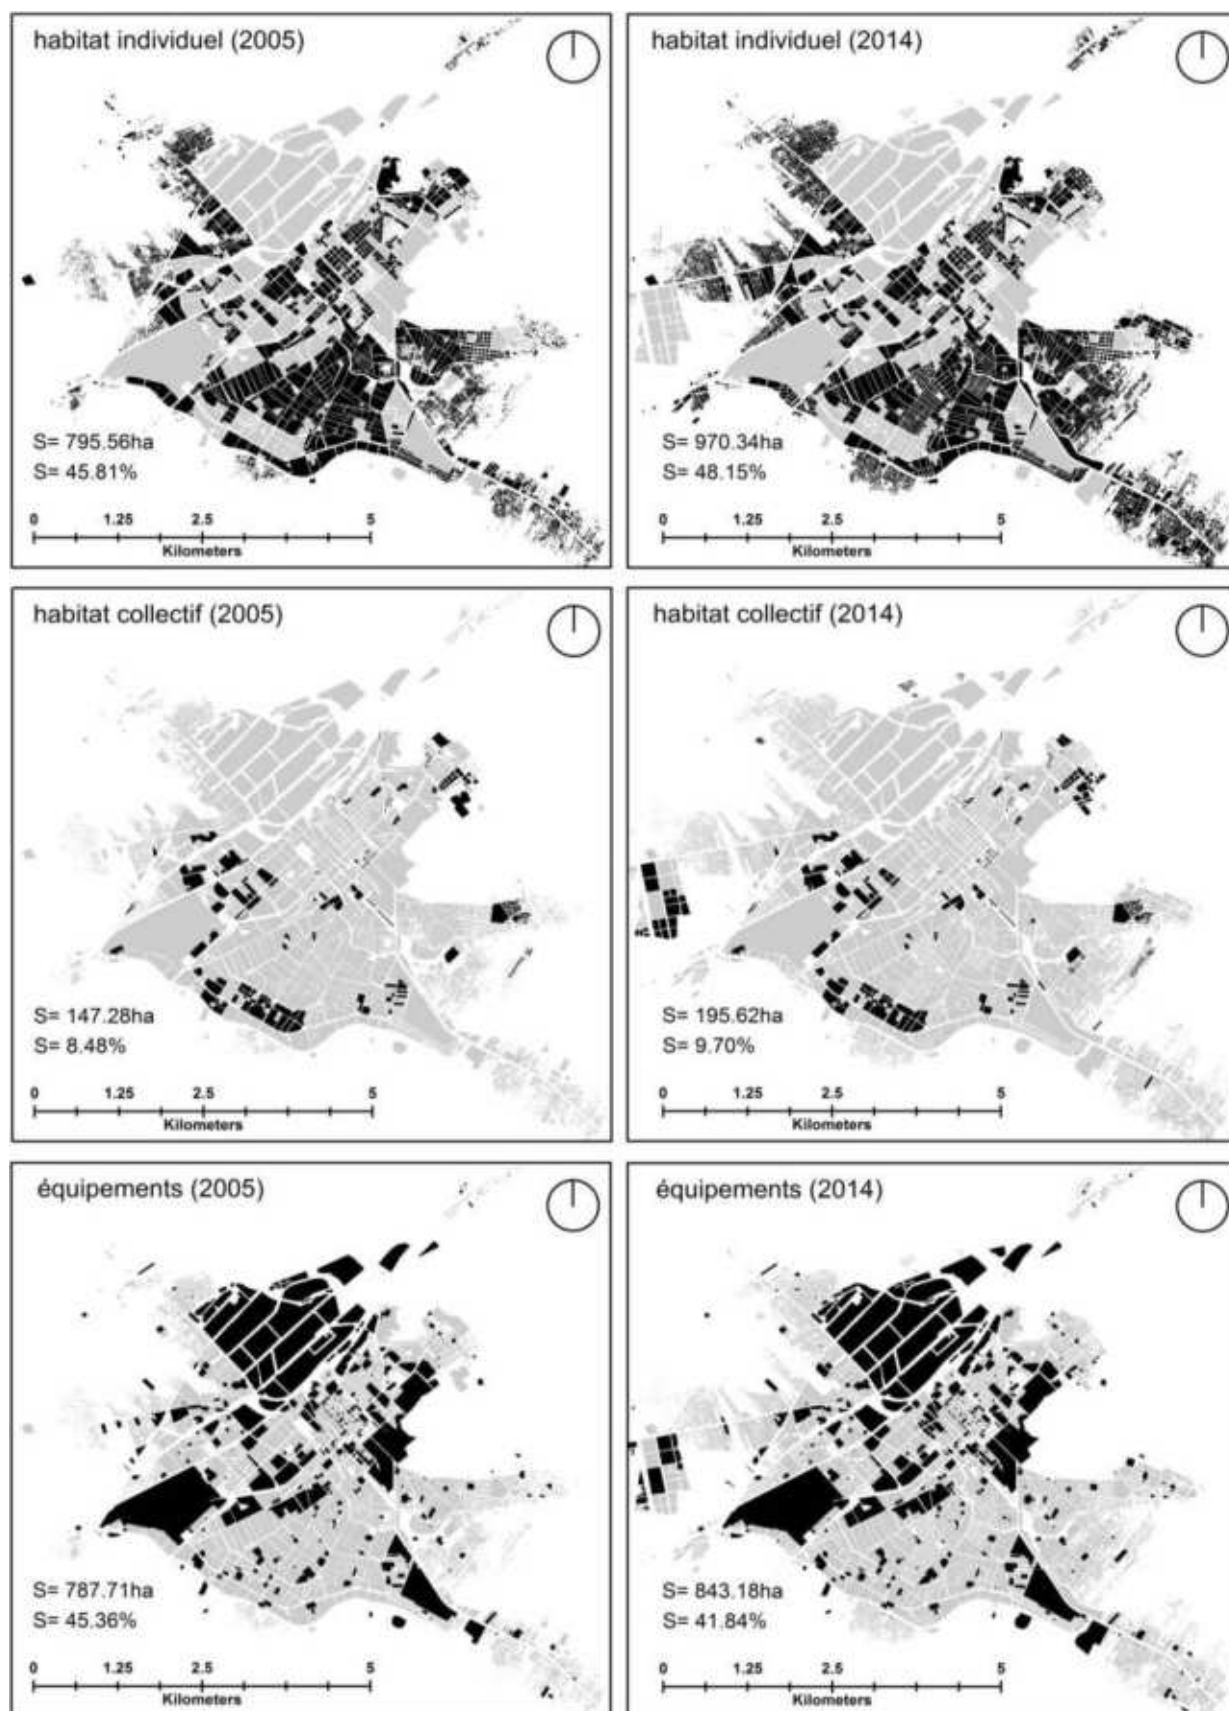 habitat individuel (2005)
S= 795.56ha
S= 45.81%
0 1.25 2.5 5
Kilometers
habitat individuel (2014)
S= 970.34ha
S= 48.15%
0 1.25 2.5 5
Kilometers
habitat collectif (2005)
S= 147.28ha
S= 8.48%
0 1.25 2.5 5
Kilometers
habitat collectif (2014)
S= 195.62ha
S= 9.70%
0 1.25 2.5 5
Kilometers
équipements (2005)
S= 787.71ha
S= 45.36%
0 1.25 2.5 5
Kilometers
équipements (2014)
S= 843.18ha
S= 41.84%
0 1.25 2.5 5
Kilometers